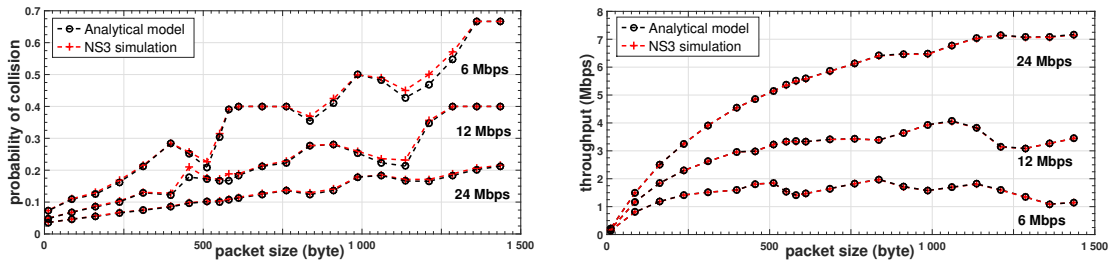 0.7
0.6
0.5
0.4
0.3
0.2
0.1
0
probability of collision
Analytical model
NS3 simulation
6 Mbps
12 Mbps
24 Mbps
0
500
1 000
1 500
packet size (byte)
8
7
6
5
4
3
2
1
0
throughput (Mbps)
Analytical model
NS3 simulation
24 Mbps
12 Mbps
6 Mbps
0
500
1 000
1 500
packet size (byte)